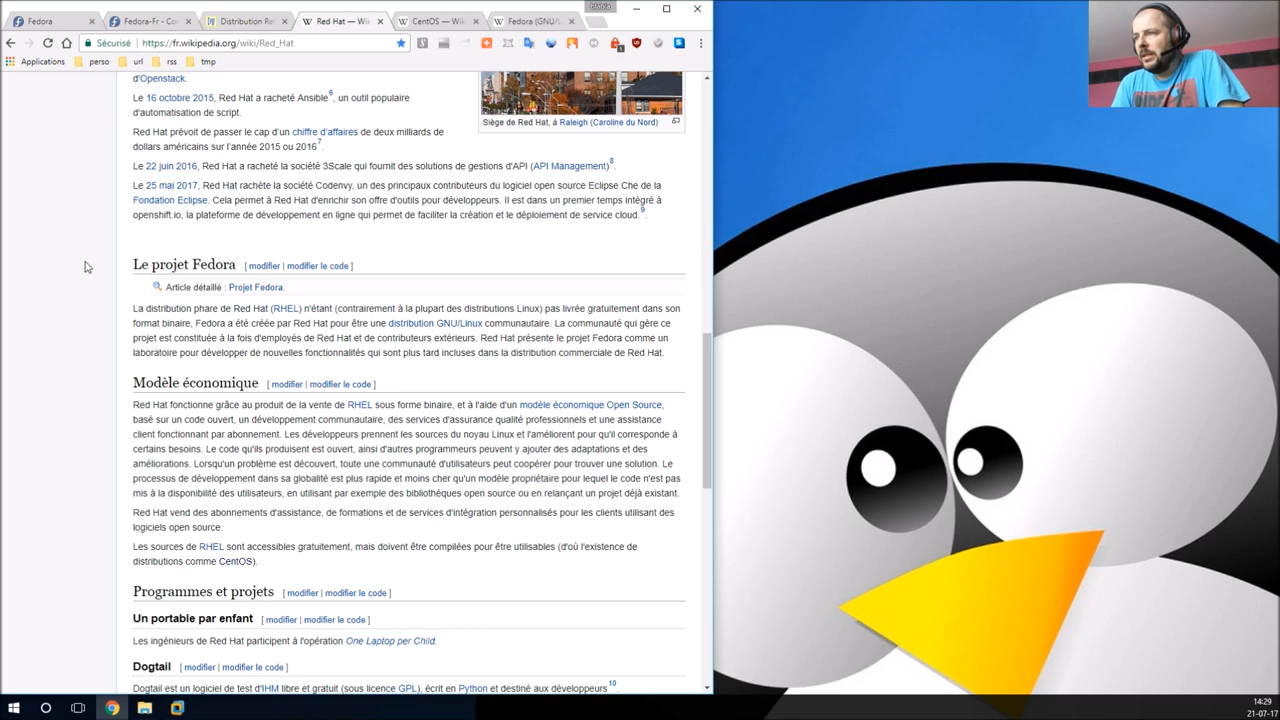 blabla
Fedora
Fedora-Fr - Con
Distribution Rel
Red Hat — Wik
CentOS — Wiki
Fedora (GNU/L
Sécurisé
https://fr.wikipedia.org/wiki/Red_Hat
Applications
perso
url
rss
tmp
d'Openstack.
Le 16 octobre 2015, Red Hat a racheté Ansible6, un outil populaire
d'automatisation de script.
Siège de Red Hat, à Raleigh (Caroline du Nord)
Red Hat prévoit de passer le cap d'un chiffre d'affaires de deux milliards de
dollars américains sur l'année 2015 ou 20167.
Le 22 juin 2016, Red Hat a racheté la société 3Scale qui fournit des solutions de gestions d'API (API Management)8.
Le 25 mai 2017, Red Hat rachète la société Codenvy, un des principaux contributeurs du logiciel open source Eclipse Che de la
Fondation Eclipse. Cela permet à Red Hat d'enrichir son offre d'outils pour développeurs. Il est dans un premier temps intégré à
openshift.io, la plateforme de développement en ligne qui permet de faciliter la création et le déploiement de service cloud.9.
Le projet Fedora [ modifier | modifier le code ]
Article détaillé : Projet Fedora.
La distribution phare de Red Hat (RHEL) n'étant (contrairement à la plupart des distributions Linux) pas livrée gratuitement dans son
format binaire, Fedora a été créée par Red Hat pour être une distribution GNU/Linux communautaire. La communauté qui gère ce
projet est constituée à la fois d'employés de Red Hat et de contributeurs extérieurs. Red Hat présente le projet Fedora comme un
laboratoire pour développer de nouvelles fonctionnalités qui sont plus tard incluses dans la distribution commerciale de Red Hat.
Modèle économique [ modifier | modifier le code ]
Red Hat fonctionne grâce au produit de la vente de RHEL sous forme binaire, et à l'aide d'un modèle économique Open Source,
basé sur un code ouvert, un développement communautaire, des services d'assurance qualité professionnels et une assistance
client fonctionnant par abonnement. Les développeurs prennent les sources du noyau Linux et l'améliorent pour qu'il corresponde à
certains besoins. Le code qu'ils produisent est ouvert, ainsi d'autres programmeurs peuvent y ajouter des adaptations et des
améliorations. Lorsqu'un problème est découvert, toute une communauté d'utilisateurs peut coopérer pour trouver une solution. Le
processus de développement dans sa globalité est plus rapide et moins cher qu'un modèle propriétaire pour lequel le code n'est pas
mis à la disponibilité des utilisateurs, en utilisant par exemple des bibliothèques open source ou en relançant un projet déjà existant.
Red Hat vend des abonnements d'assistance, de formations et de services d'intégration personnalisés pour les clients utilisant des
logiciels open source.
Les sources de RHEL sont accessibles gratuitement, mais doivent être compilées pour être utilisables (d'où l'existence de
distributions comme CentOS).
Programmes et projets [ modifier | modifier le code ]
Un portable par enfant [ modifier | modifier le code ]
Les ingénieurs de Red Hat participent à l'opération One Laptop per Child.
Dogtail [ modifier | modifier le code ]
Dogtail est un logiciel de test d'IHM libre et gratuit (sous licence GPL), écrit en Python et destiné aux développeurs10.
14:29
21-07-17